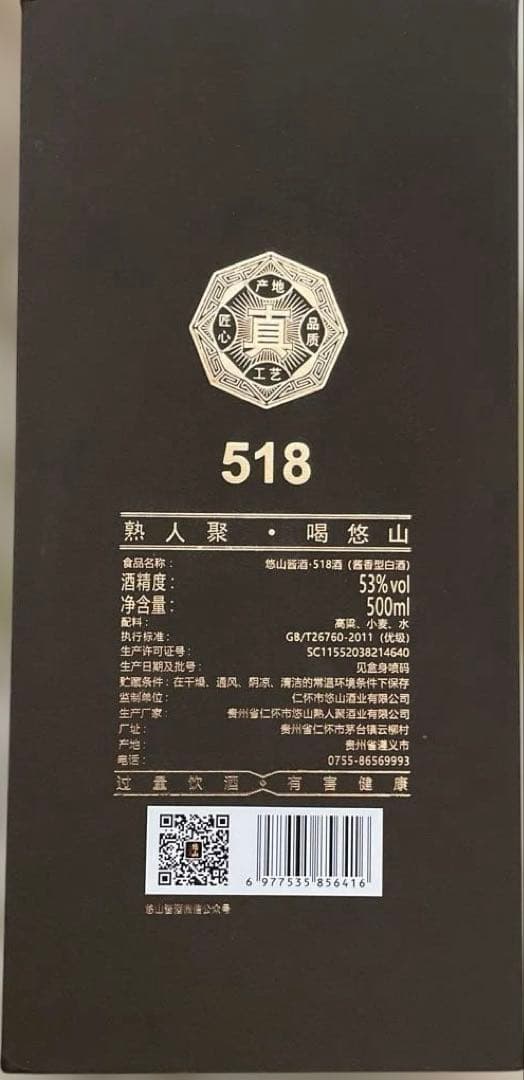 产地
匠心
真
品质
工艺
518
熟人聚·喝悠山
食品名称: 悠山酱酒·518酒(酱香型白酒)
酒精度: 53%vol
净含量: 500ml
配料: 高粱、小麦、水
执行标准: GB/T26760-2011(优级)
生产许可证号: SC11552038214640
生产日期及批号: 见盒身喷码
贮藏条件:在干燥、通风、阴凉、清洁的常温环境条件下保存
监制单位: 仁怀市悠山酒业有限公司
生产厂家: 贵州省仁怀市悠山熟人聚酒业有限公司
厂址: 贵州省仁怀市茅台镇云柳村
产地: 贵州省遵义市
电话: 0755-86569993
过量饮酒 有害健康
6 977535 856416
悠山酱酒微信公众号